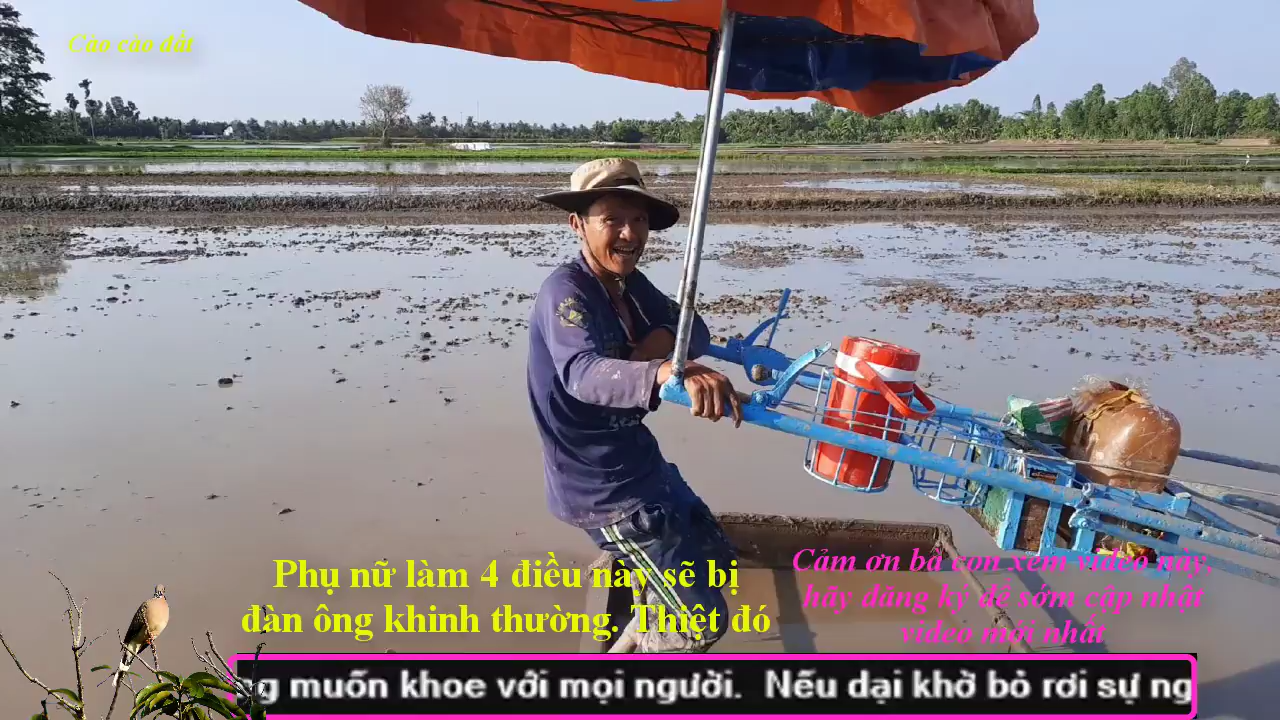 Cào cào đất
Phụ nữ làm 4 điều này sẽ bị
đàn ông khinh thường. Thiệt đó
Cảm ơn bà con xem video này,
hãy đăng ký để sớm cập nhật
video mới nhất
ng muốn khoe với mọi người. Nếu dại khờ bỏ rơi sự ng